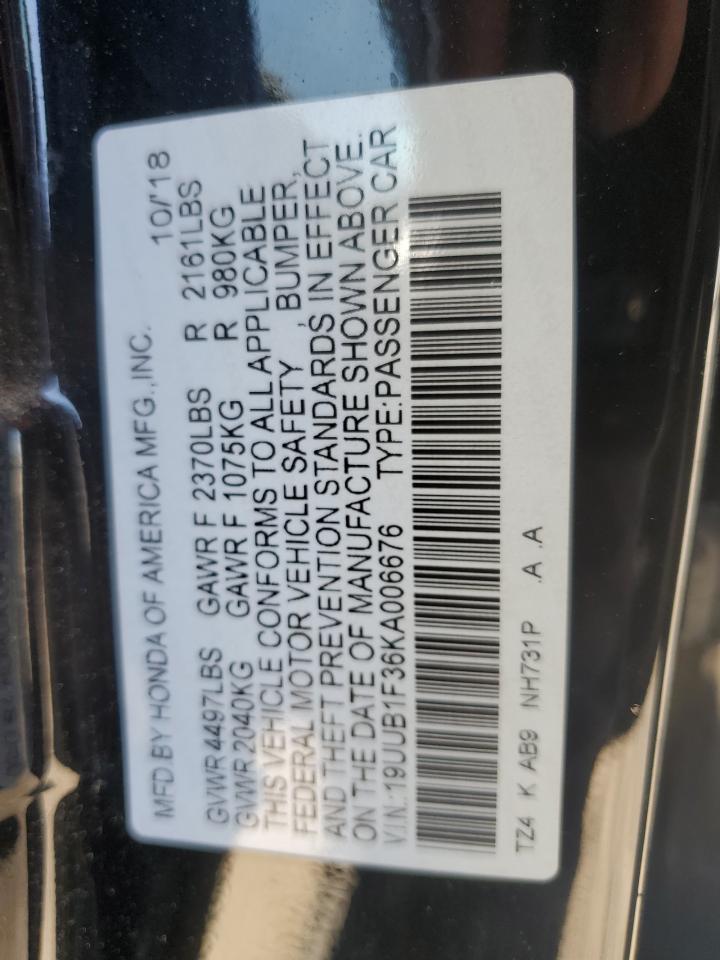 MFD.BY HONDA OF AMERICA MFG.,INC. 10/'18
GVWR 4497LBS GAWR F 2370LBS R 2161LBS
GVWR 2040KG GAWR F 1075KG R 980KG
THIS VEHICLE CONFORMS TO ALL APPLICABLE
FEDERAL MOTOR VEHICLE SAFETY , BUMPER,
AND THEFT PREVENTION STANDARDS IN EFFECT
ON THE DATE OF MANUFACTURE SHOWN ABOVE.
V.I.N.:19UUB1F36KA006676 TYPE:PASSENGER CAR
TZ4 K AB9 NH731P .A .A